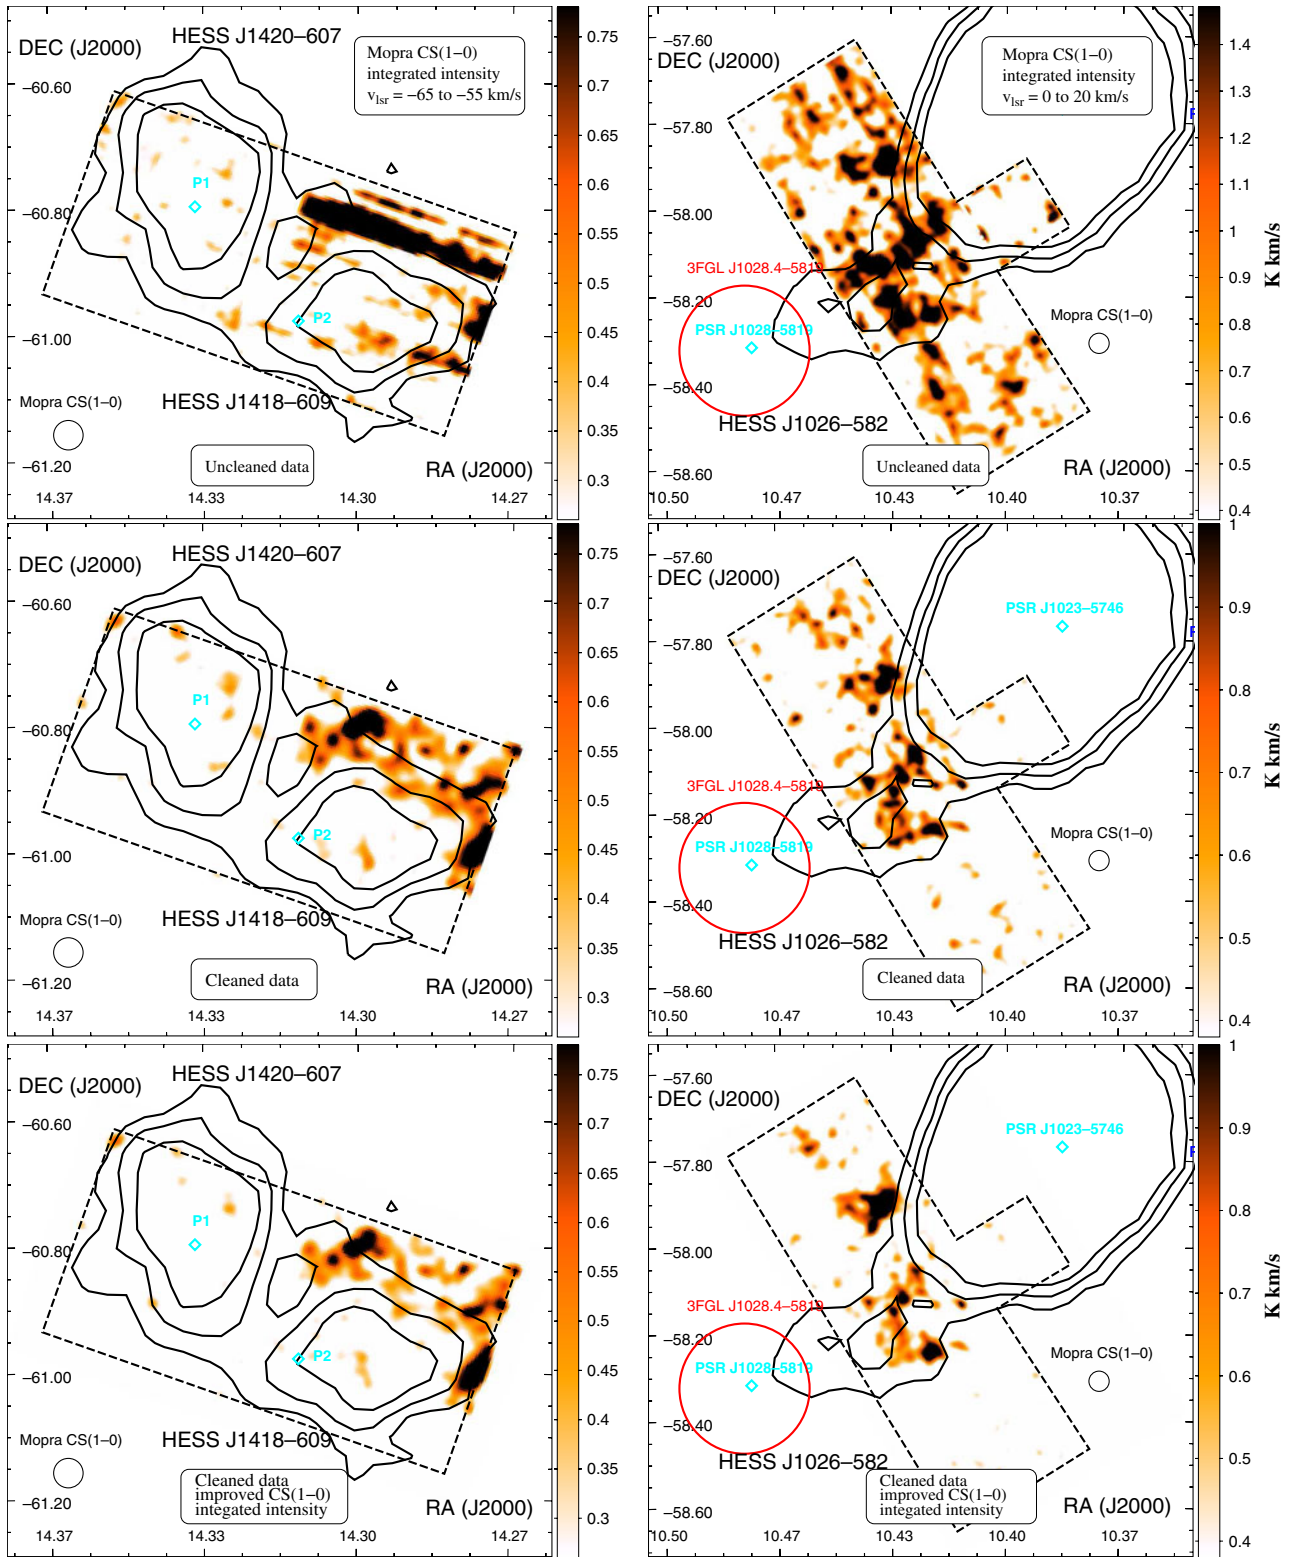 HESS J1420–607
DEC (J2000)
Mopra CS(1–0)
integrated intensity
v_lsr = −65 to −55 km/s
−60.60
P1
−60.80
P2
−61.00
HESS J1418–609
Mopra CS(1–0)
−61.20
Uncleaned data
RA (J2000)
14.37
14.33
14.30
14.27
0.75
0.7
0.65
0.6
0.55
0.5
0.45
0.4
0.35
0.3
−57.60
DEC (J2000)
Mopra CS(1–0)
integrated intensity
v_lsr = 0 to 20 km/s
−57.80
−58.00
3FGL J1028.4–5819
−58.20
PSR J1028–5819
Mopra CS(1–0)
−58.40
HESS J1026–582
Uncleaned data
RA (J2000)
−58.60
10.50
10.47
10.43
10.40
10.37
1.4
1.3
1.2
1.1
1
0.9
0.8
0.7
0.6
0.5
0.4
K km/s
HESS J1420–607
DEC (J2000)
−60.60
P1
−60.80
P2
−61.00
HESS J1418–609
Mopra CS(1–0)
−61.20
Cleaned data
RA (J2000)
14.37
14.33
14.30
14.27
0.75
0.7
0.65
0.6
0.55
0.5
0.45
0.4
0.35
0.3
−57.60
DEC (J2000)
PSR J1023–5746
−57.80
−58.00
3FGL J1028.4–5819
−58.20
PSR J1028–5819
Mopra CS(1–0)
−58.40
HESS J1026–582
Cleaned data
RA (J2000)
−58.60
10.50
10.47
10.43
10.40
10.37
1
0.9
0.8
0.7
0.6
0.5
0.4
K km/s
HESS J1420–607
DEC (J2000)
−60.60
P1
−60.80
P2
−61.00
HESS J1418–609
Mopra CS(1–0)
−61.20
Cleaned data
improved CS(1–0)
integated intensity
RA (J2000)
14.37
14.33
14.30
14.27
0.75
0.7
0.65
0.6
0.55
0.5
0.45
0.4
0.35
0.3
−57.60
DEC (J2000)
PSR J1023–5746
−57.80
−58.00
3FGL J1028.4–5819
−58.20
PSR J1028–5819
Mopra CS(1–0)
−58.40
HESS J1026–582
Cleaned data
improved CS(1–0)
integated intensity
RA (J2000)
−58.60
10.50
10.47
10.43
10.40
10.37
1
0.9
0.8
0.7
0.6
0.5
0.4
K km/s